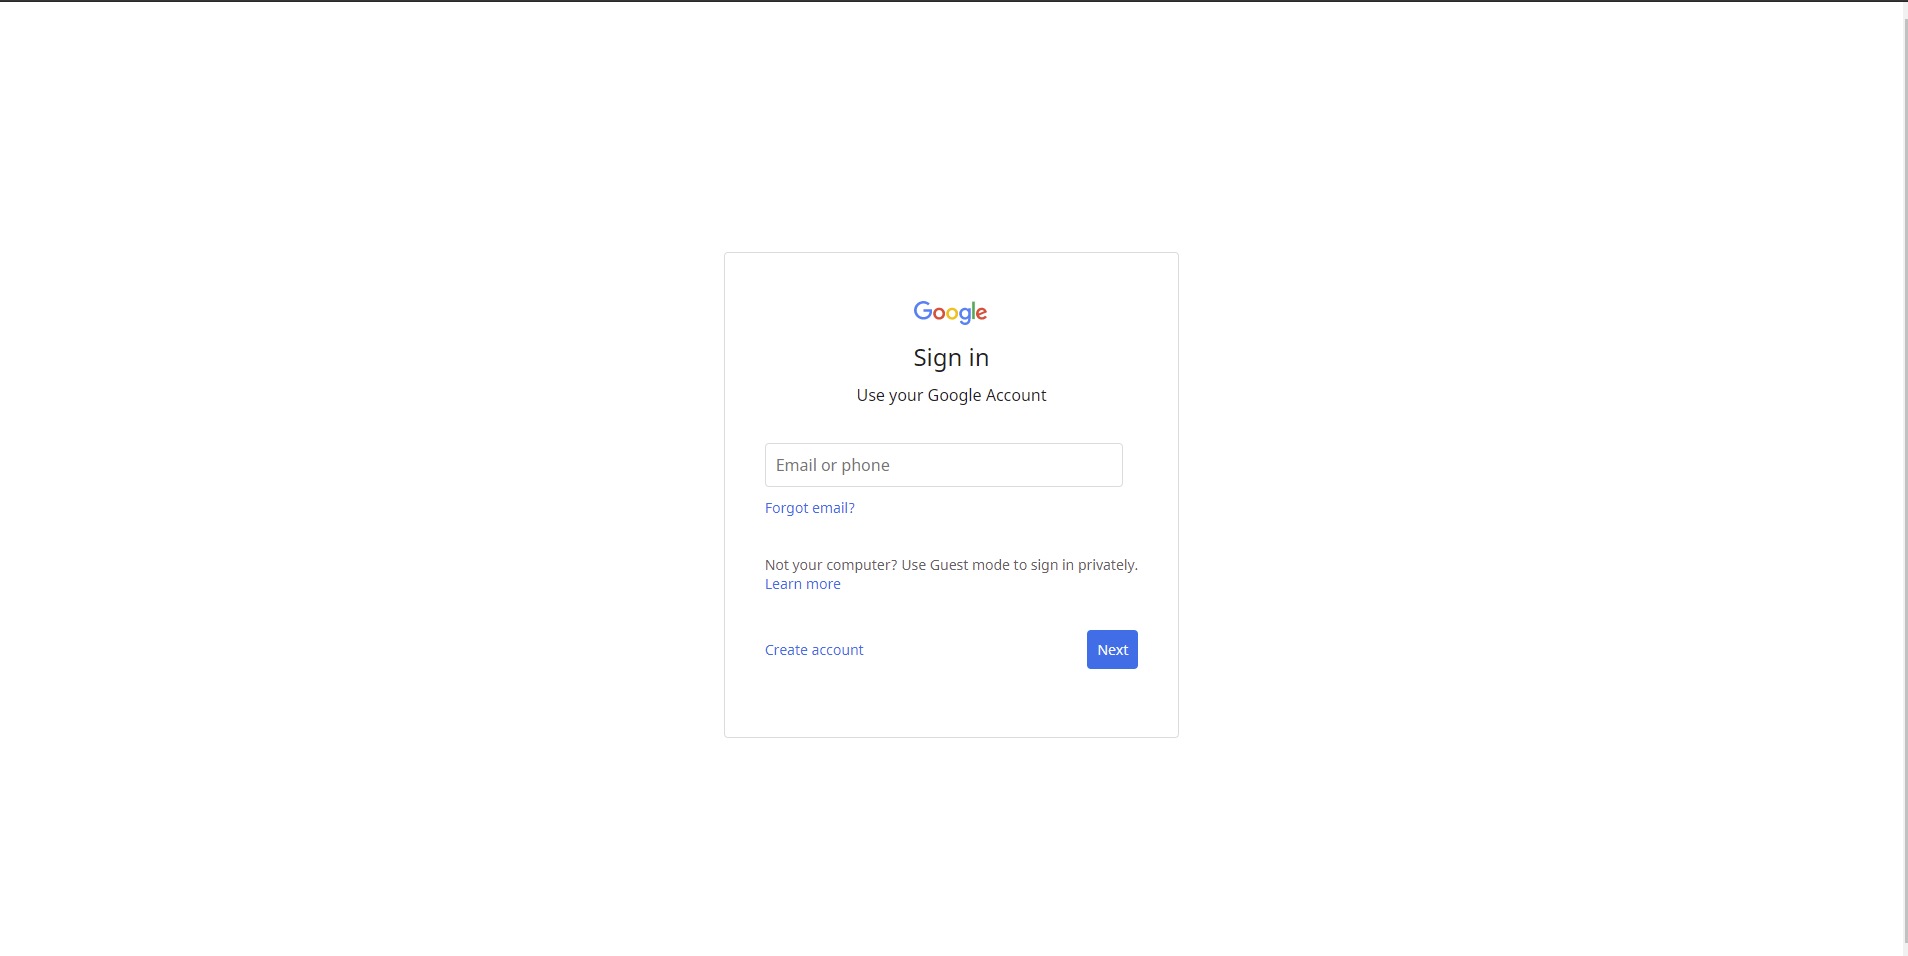 Google
Sign in
Use your Google Account
Email or phone
Forgot email?
Not your computer? Use Guest mode to sign in privately.
Learn more
Create account
Next